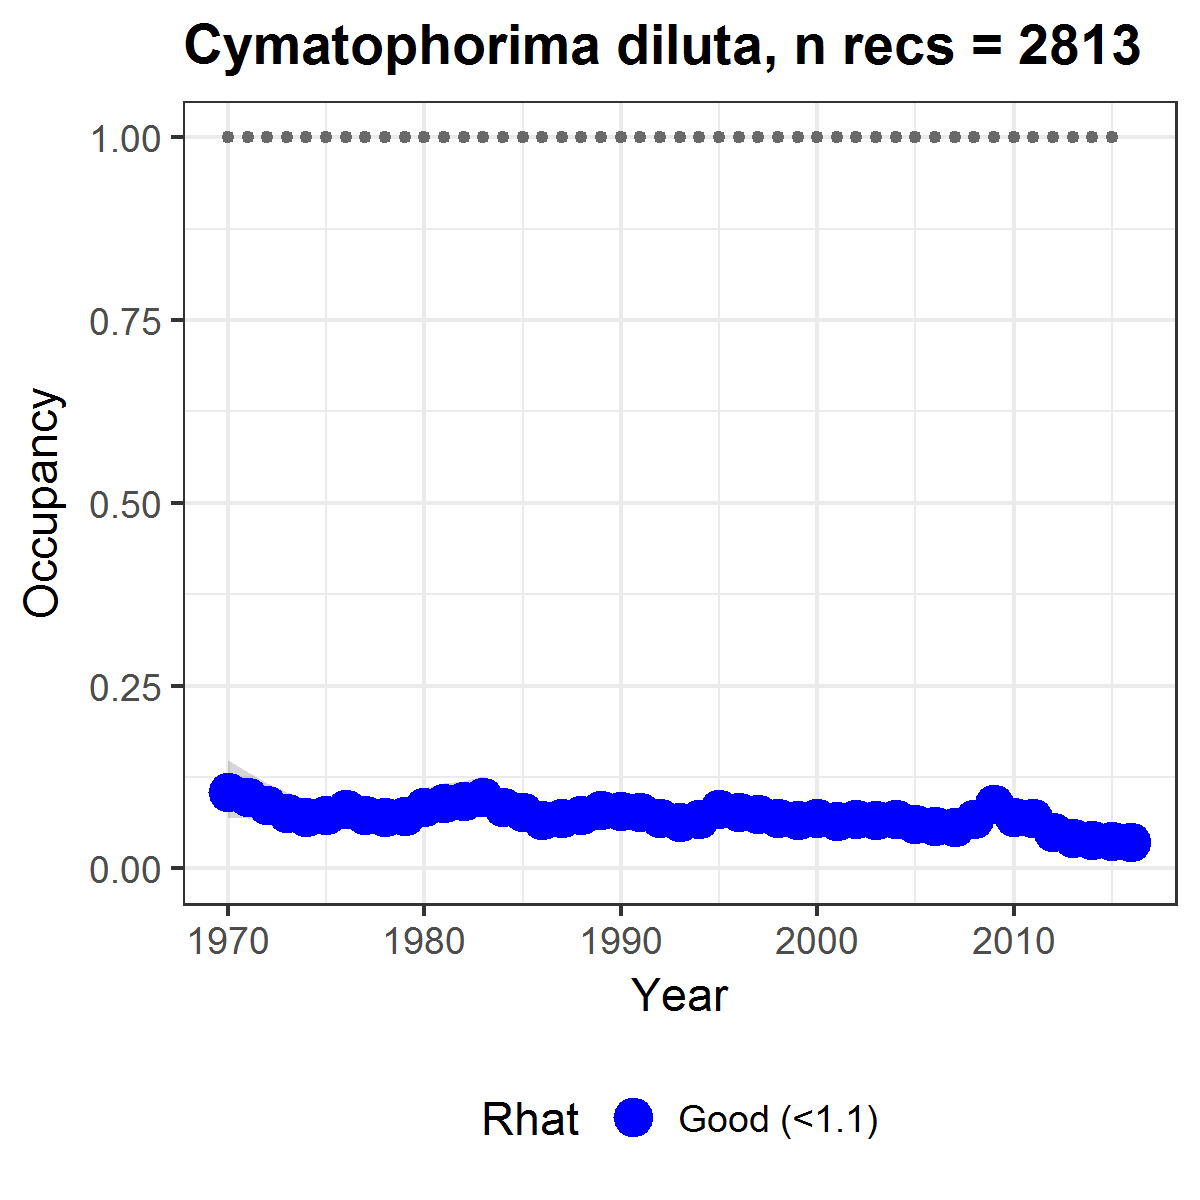 Cymatophorima diluta, n recs = 2813
1.00
0.75
0.50
0.25
0.00
Occupancy
1970 1980 1990 2000 2010
Year
Rhat Good (<1.1)